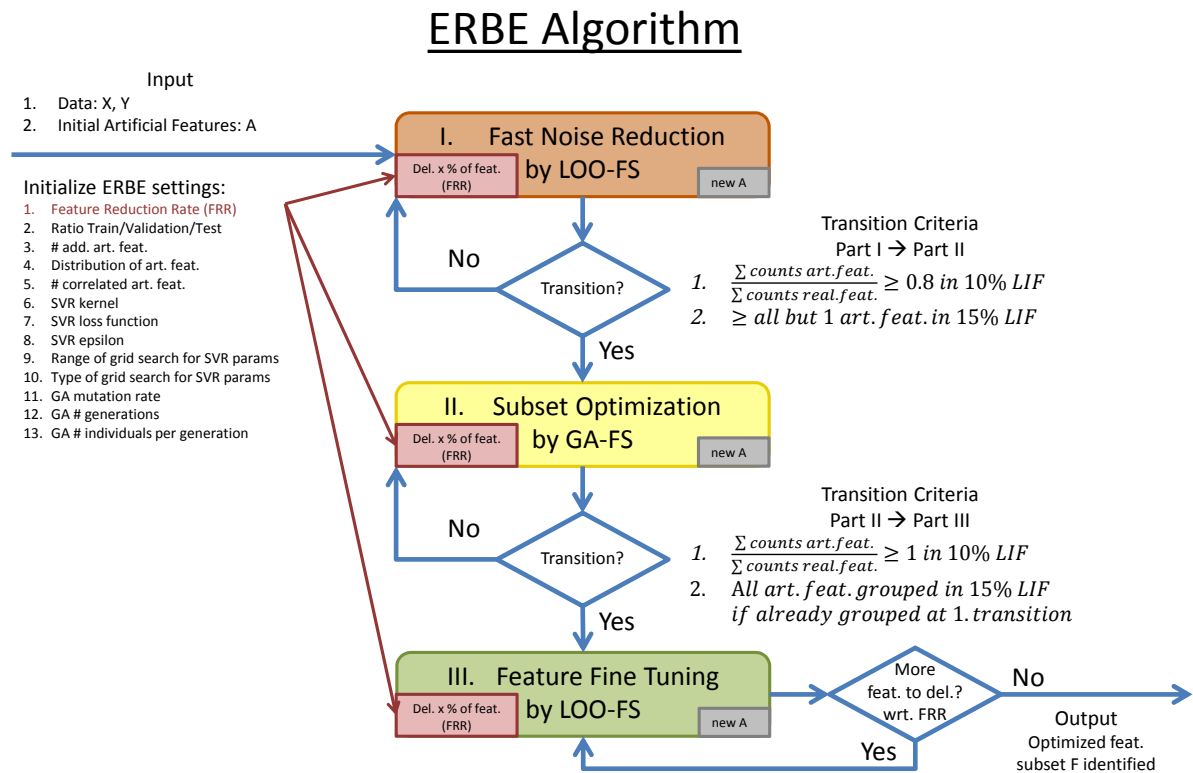 ERBE Algorithm
Input
1. Data: X, Y
2. Initial Artificial Features: A
Initialize ERBE settings:
1. Feature Reduction Rate (FRR)
2. Ratio Train/Validation/Test
3. # add. art. feat.
4. Distribution of art. feat.
5. # correlated art. feat.
6. SVR kernel
7. SVR loss function
8. SVR epsilon
9. Range of grid search for SVR params
10. Type of grid search for SVR params
11. GA mutation rate
12. GA # generations
13. GA # individuals per generation
I. Fast Noise Reduction
by LOO-FS
Del. x % of feat.
(FRR)
new A
No
Transition?
Yes
Transition Criteria
Part I → Part II
1. ∑ counts art.feat. / ∑ counts real.feat. ≥ 0.8 in 10% LIF
2. ≥ all but 1 art.feat.in 15% LIF
II. Subset Optimization
by GA-FS
Del. x % of feat.
(FRR)
new A
No
Transition?
Yes
Transition Criteria
Part II → Part III
1. ∑ counts art.feat. / ∑ counts real.feat. ≥ 1 in 10% LIF
2. All art.feat.grouped in 15% LIF
if already grouped at 1.transition
III. Feature Fine Tuning
by LOO-FS
Del. x % of feat.
(FRR)
new A
More
feat. to del.?
wrt. FRR
Yes
No
Output
Optimized feat.
subset F identified